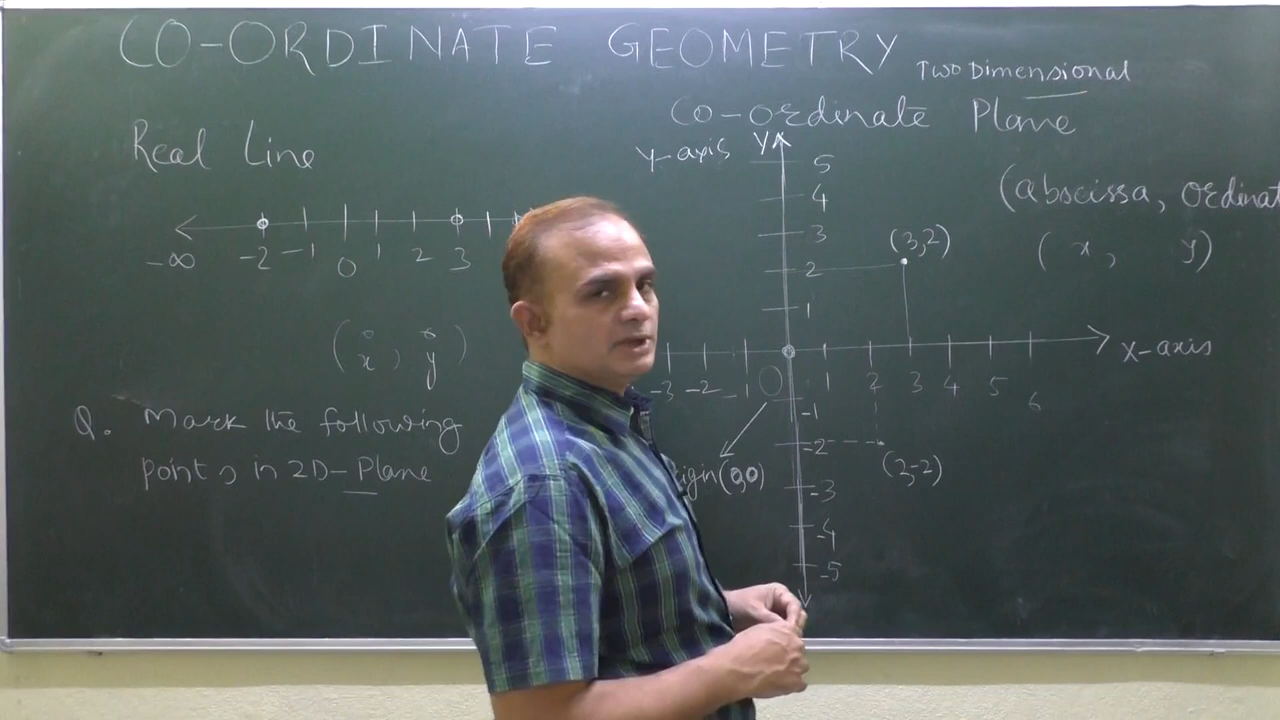 CO-ORDINATE GEOMETRY
Two Dimensional
Co-ordinate Plane
Real Line
Y-axis Y
(abscissa, ordinat
(x, y)
-∞ -2 -1 0 1 2 3
5
4
3
2
1
(3,2)
(x, y)
X-axis
-3 -2 -1 0 1 2 3 4 5 6
-1
-2
-3
-4
-5
(2,-2)
igin(0,0)
Q. Mark the following
points in 2D-Plane